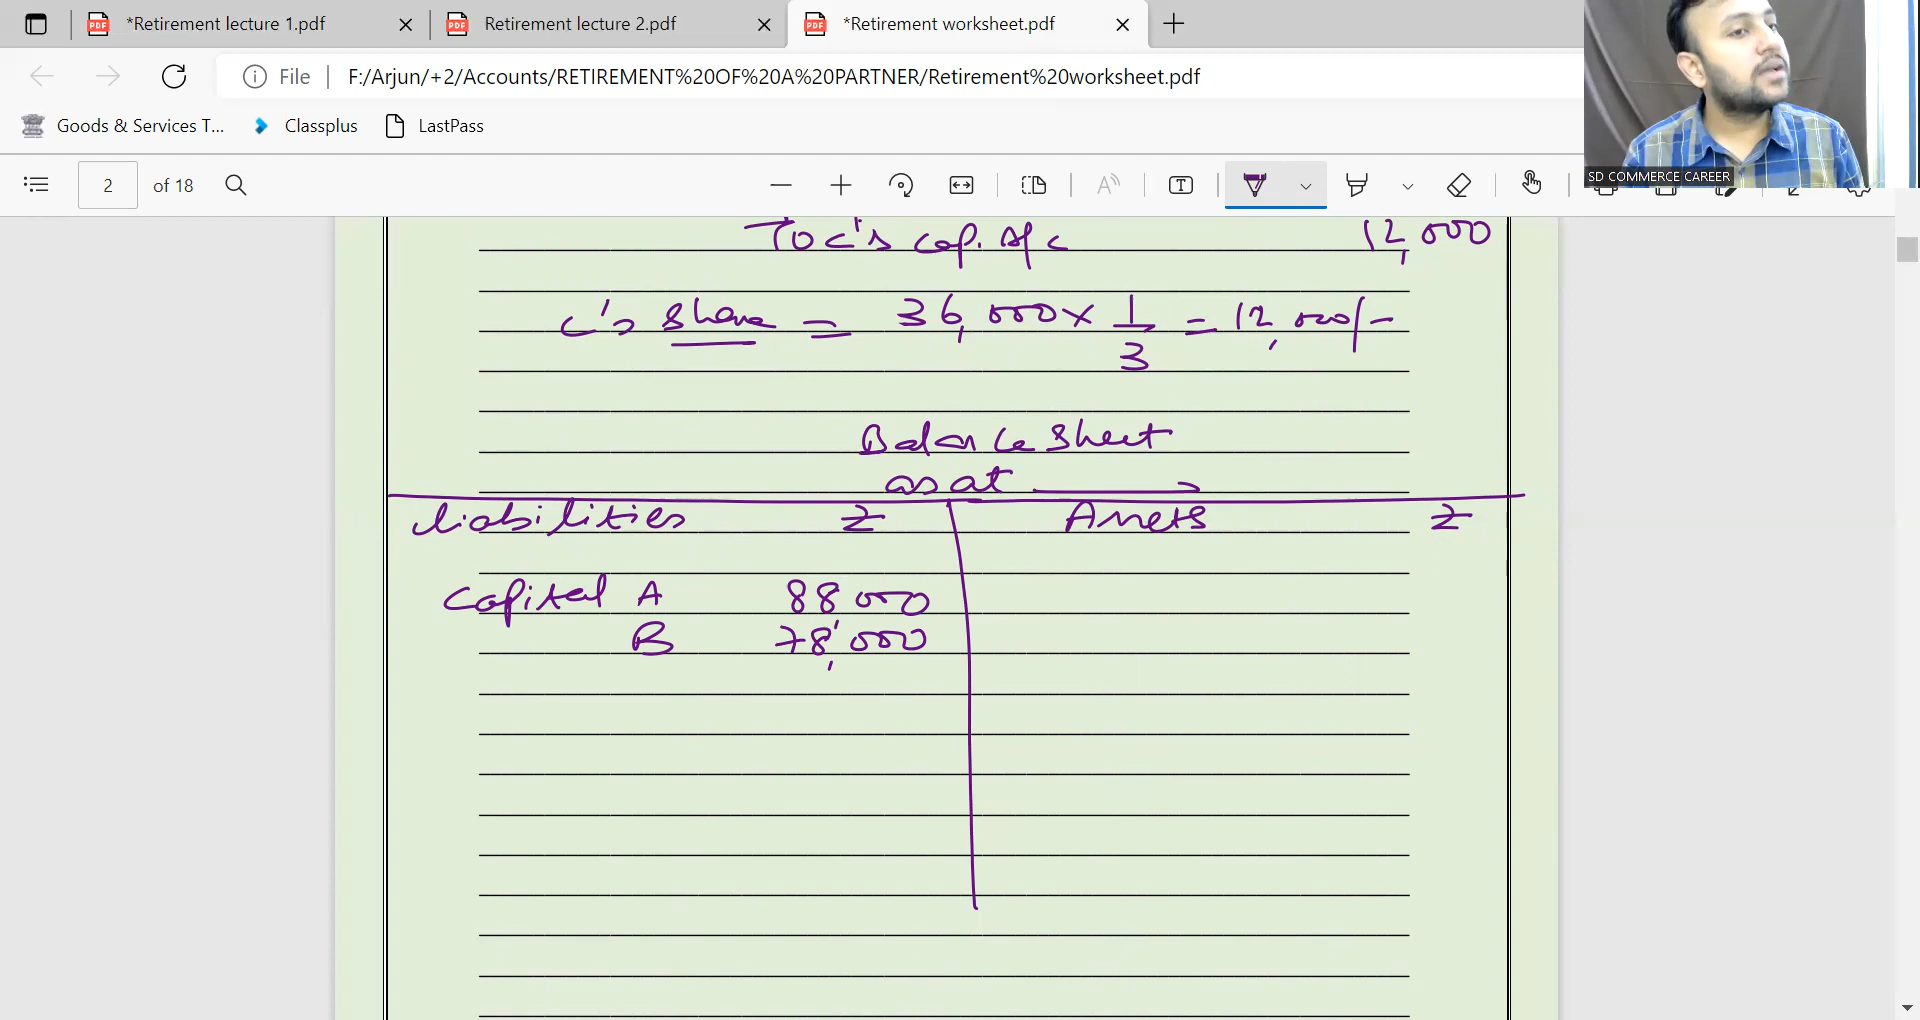 *Retirement lecture 1.pdf
Retirement lecture 2.pdf
*Retirement worksheet.pdf
File
F:/Arjun/+2/Accounts/RETIREMENT%20OF%20A%20PARTNER/Retirement%20worksheet.pdf
Goods & Services T...
Classplus
LastPass
2 of 18
SD COMMERCE CAREER
To C's Cap. A/c 12,000
C's Share = 36,000 × 1/3 = 12,000/-
Balance Sheet
as at
Liabilities ₹ Assets ₹
Capital A 88,000
B 78,000